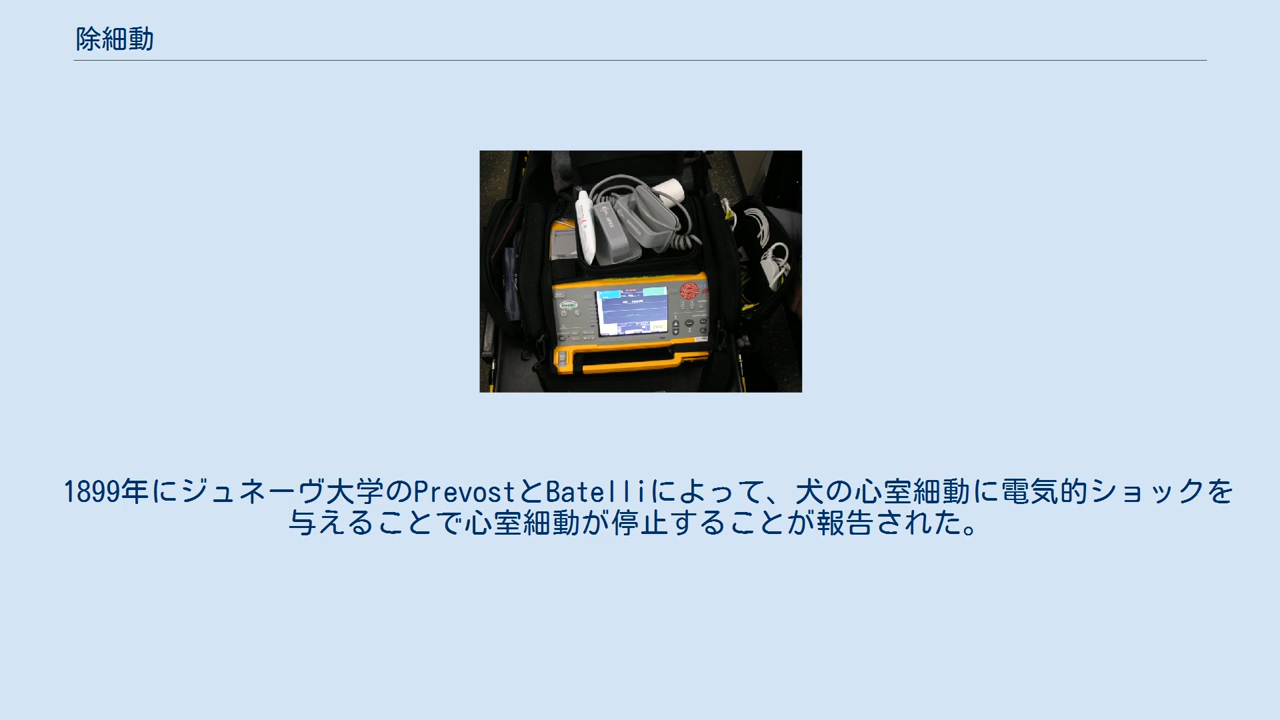 除細動
1899年にジュネーヴ大学のPrevostとBatelliによって、犬の心室細動に電気的ショックを
与えることで心室細動が停止することが報告された。